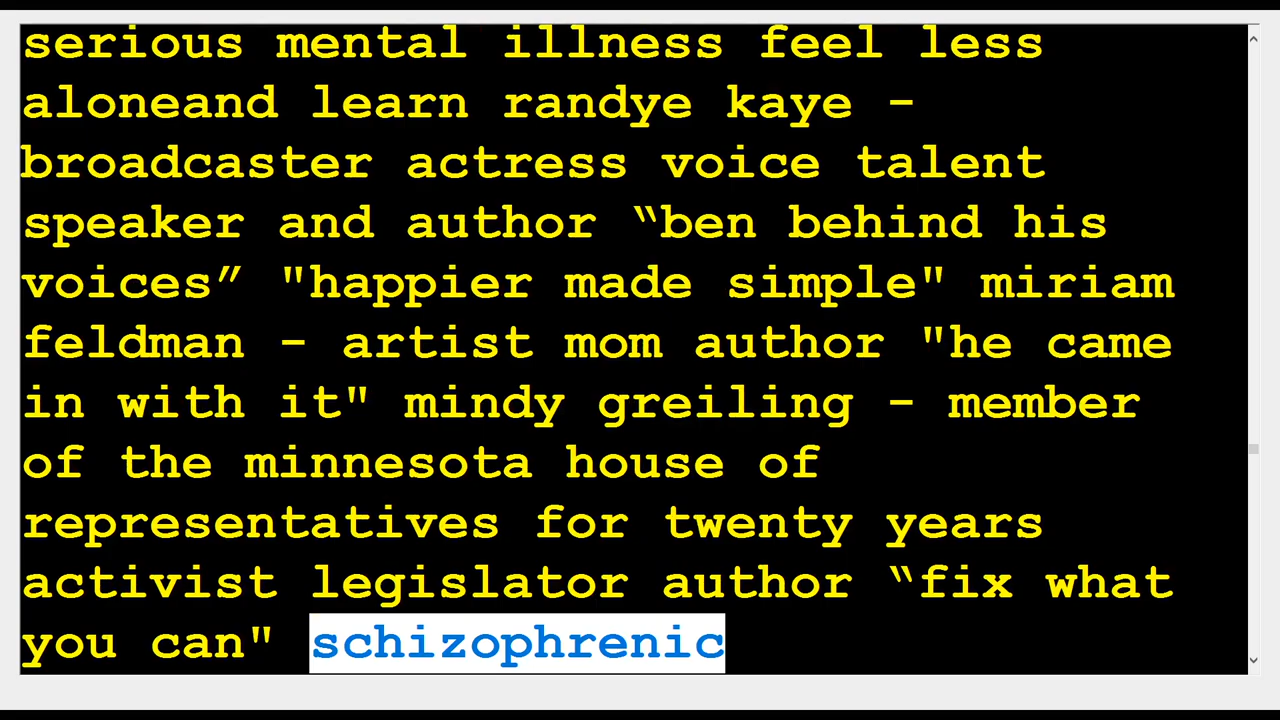 serious mental illness feel less
aloneand learn randye kaye -
broadcaster actress voice talent
speaker and author “ben behind his
voices” "happier made simple" miriam
feldman - artist mom author "he came
in with it" mindy greiling - member
of the minnesota house of
representatives for twenty years
activist legislator author “fix what
you can" schizophrenic